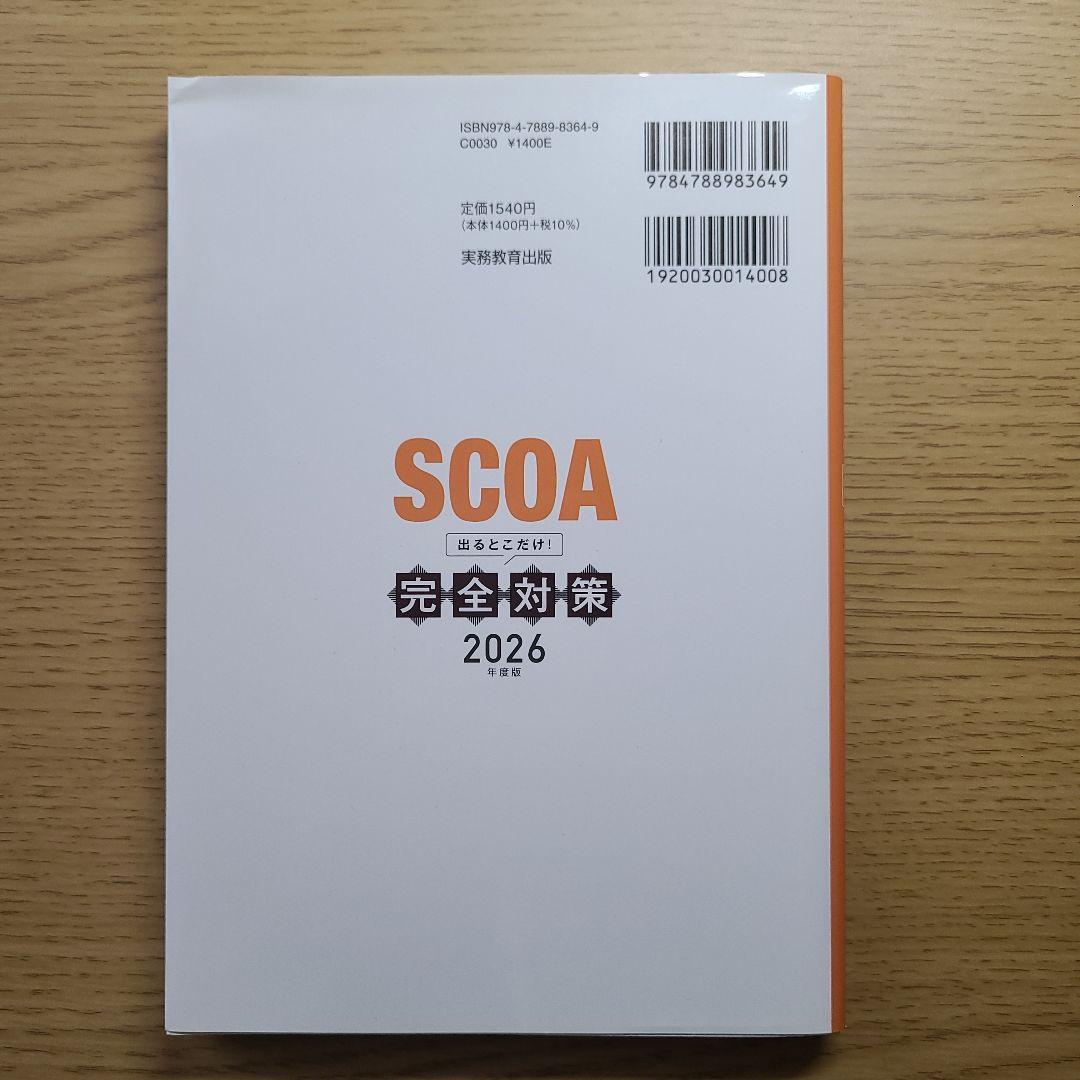 ISBN978-4-7889-8364-9
C0030 ¥1400E
9784788983649
定価1540円
(本体1400円+税10%)
実務教育出版
1920030014008
SCOA
出るとこだけ!
完全対策
2026
年度版